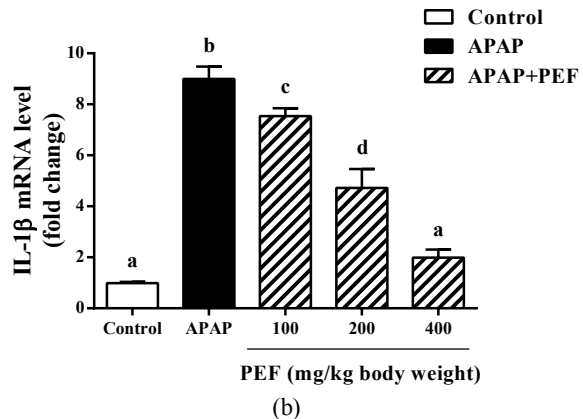 Control
APAP
APAP+PEF
IL-1β mRNA level
(fold change)
10
8
6
4
2
0
a
b
c
d
a
Control
APAP
100
200
400
PEF (mg/kg body weight)
(b)